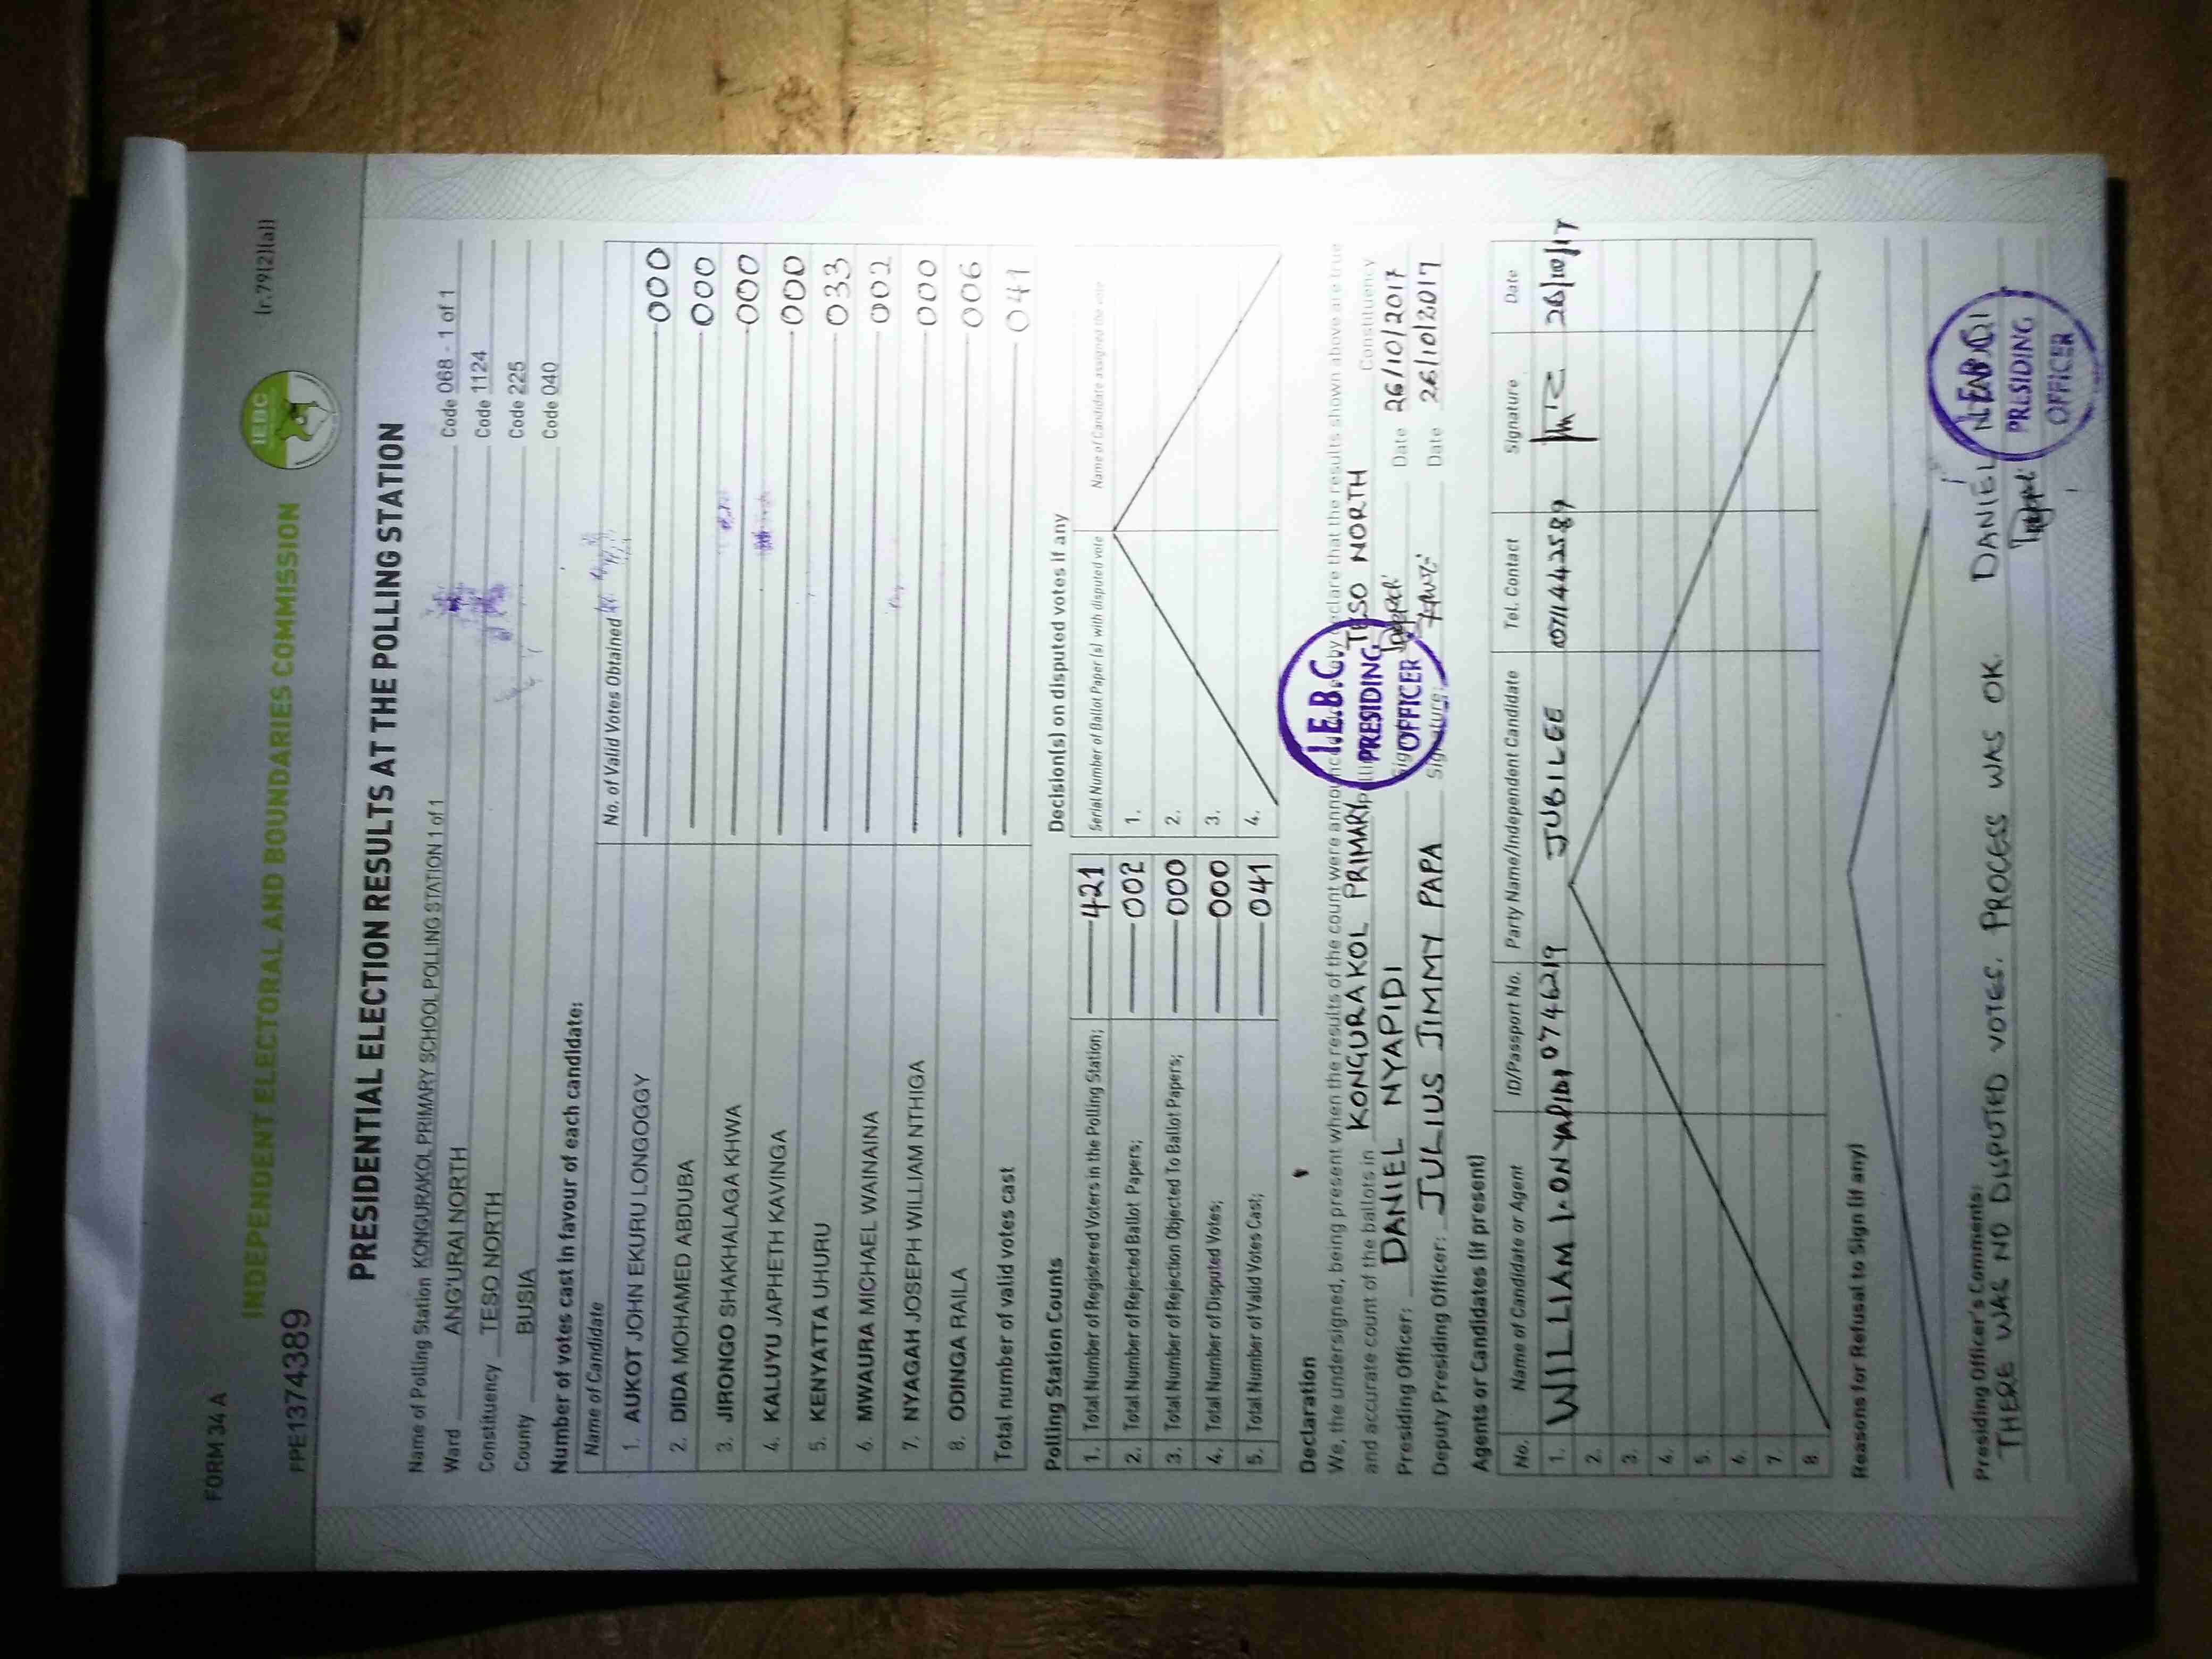 FORM 34 A
(r.79(2)(a))
INDEPENDENT ELECTORAL AND BOUNDARIES COMMISSION
IEBC
PPE1374389
PRESIDENTIAL ELECTION RESULTS AT THE POLLING STATION
Name of Polling Station KONGURAKOL PRIMARY SCHOOL POLLING STATION 1 of 1 Code 068 - 1 of 1
Ward ANG'URAI NORTH Code 1124
Constituency TESO NORTH Code 225
County BUSIA Code 040
Number of votes cast in favour of each candidate:
Name of Candidate No. of Valid Votes Obtained
1. AUKOT JOHN EKURU LONGOGGY 000
2. DIDA MOHAMED ABDUBA 000
3. JIRONGO SHAKHALAGA KHWA 000
4. KALUYU JAPHETH KAVINGA 000
5. KENYATTA UHURU 033
6. MWAURA MICHAEL WAINAINA 002
7. NYAGAH JOSEPH WILLIAM NTHIGA 000
8. ODINGA RAILA 006
Total number of valid votes cast 041
Polling Station Counts
1. Total Number of Registered Voters in the Polling Station; 421
2. Total Number of Rejected Ballot Papers; 002
3. Total Number of Rejection Objected To Ballot Papers; 000
4. Total Number of Disputed Votes; 000
5. Total Number of Valid Votes Cast; 041
Decision(s) on disputed votes if any
Serial Number of Ballot Paper (s) with disputed vote Name of Candidate assigned the vote
1.
2.
3.
4.
Declaration
We, the undersigned, being present when the results of the count were announced, hereby declare that the results shown above are true
and accurate count of the ballots in KONGURAKOL PRIMARY polling TESO NORTH Constituency
Presiding Officer: DANIEL NYAPIDI Signature Date 26/10/2017
Deputy Presiding Officer: JULIUS JIMMY PAPA Signature: Date 26/10/2017
I.E.B.C.
PRESIDING
OFFICER
Agents or Candidates (if present)
No. Name of Candidate or Agent ID/Passport No. Party Name/Independent Candidate Tel. Contact Signature Date
1. WILLIAM 0746219 JUBILEE 0711442589 26/10/17
2.
3.
4.
5.
6.
7.
8.
Reasons for Refusal to Sign (if any)
Presiding Officer's Comments:
THERE WAS NO DISPUTED VOTES. PROCESS WAS OK. DANIEL
PRESIDING
OFFICER